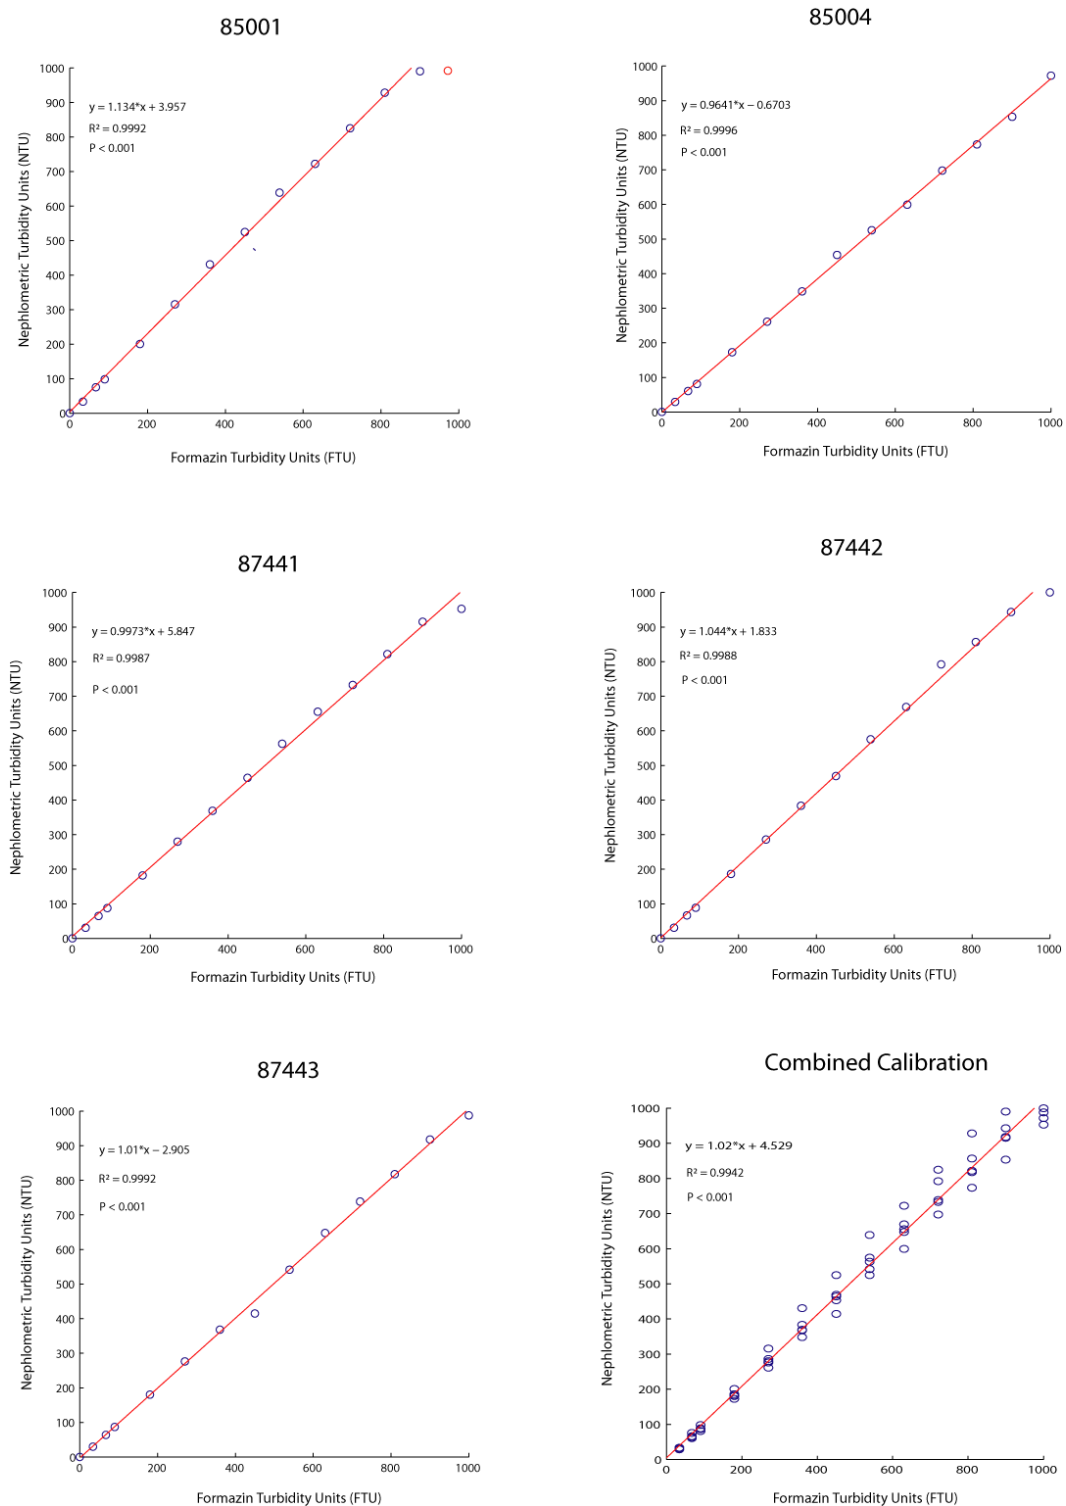 85001
y = 1.134*x + 3.957
R² = 0.9992
P < 0.001
1000
900
800
700
600
500
400
300
200
100
0
0 200 400 600 800 1000
Nephlometric Turbidity Units (NTU)
Formazin Turbidity Units (FTU)
85004
y = 0.9641*x − 0.6703
R² = 0.9996
P < 0.001
1000
900
800
700
600
500
400
300
200
100
0
0 200 400 600 800 1000
Nephlometric Turbidity Units (NTU)
Formazin Turbidity Units (FTU)
87441
y = 0.9973*x + 5.847
R² = 0.9987
P < 0.001
1000
900
800
700
600
500
400
300
200
100
0
0 200 400 600 800 1000
Nephlometric Turbidity Units (NTU)
Formazin Turbidity Units (FTU)
87442
y = 1.044*x + 1.833
R² = 0.9988
P < 0.001
1000
900
800
700
600
500
400
300
200
100
0
0 200 400 600 800 1000
Nephlometric Turbidity Units (NTU)
Formazin Turbidity Units (FTU)
87443
y = 1.01*x − 2.905
R² = 0.9992
P < 0.001
1000
900
800
700
600
500
400
300
200
100
0
0 200 400 600 800 1000
Nephlometric Turbidity Units (NTU)
Formazin Turbidity Units (FTU)
Combined Calibration
y = 1.02*x + 4.529
R² = 0.9942
P < 0.001
1000
900
800
700
600
500
400
300
200
100
0
0 200 400 600 800 1000
Nephlometric Turbidity Units (NTU)
Formazin Turbidity Units (FTU)